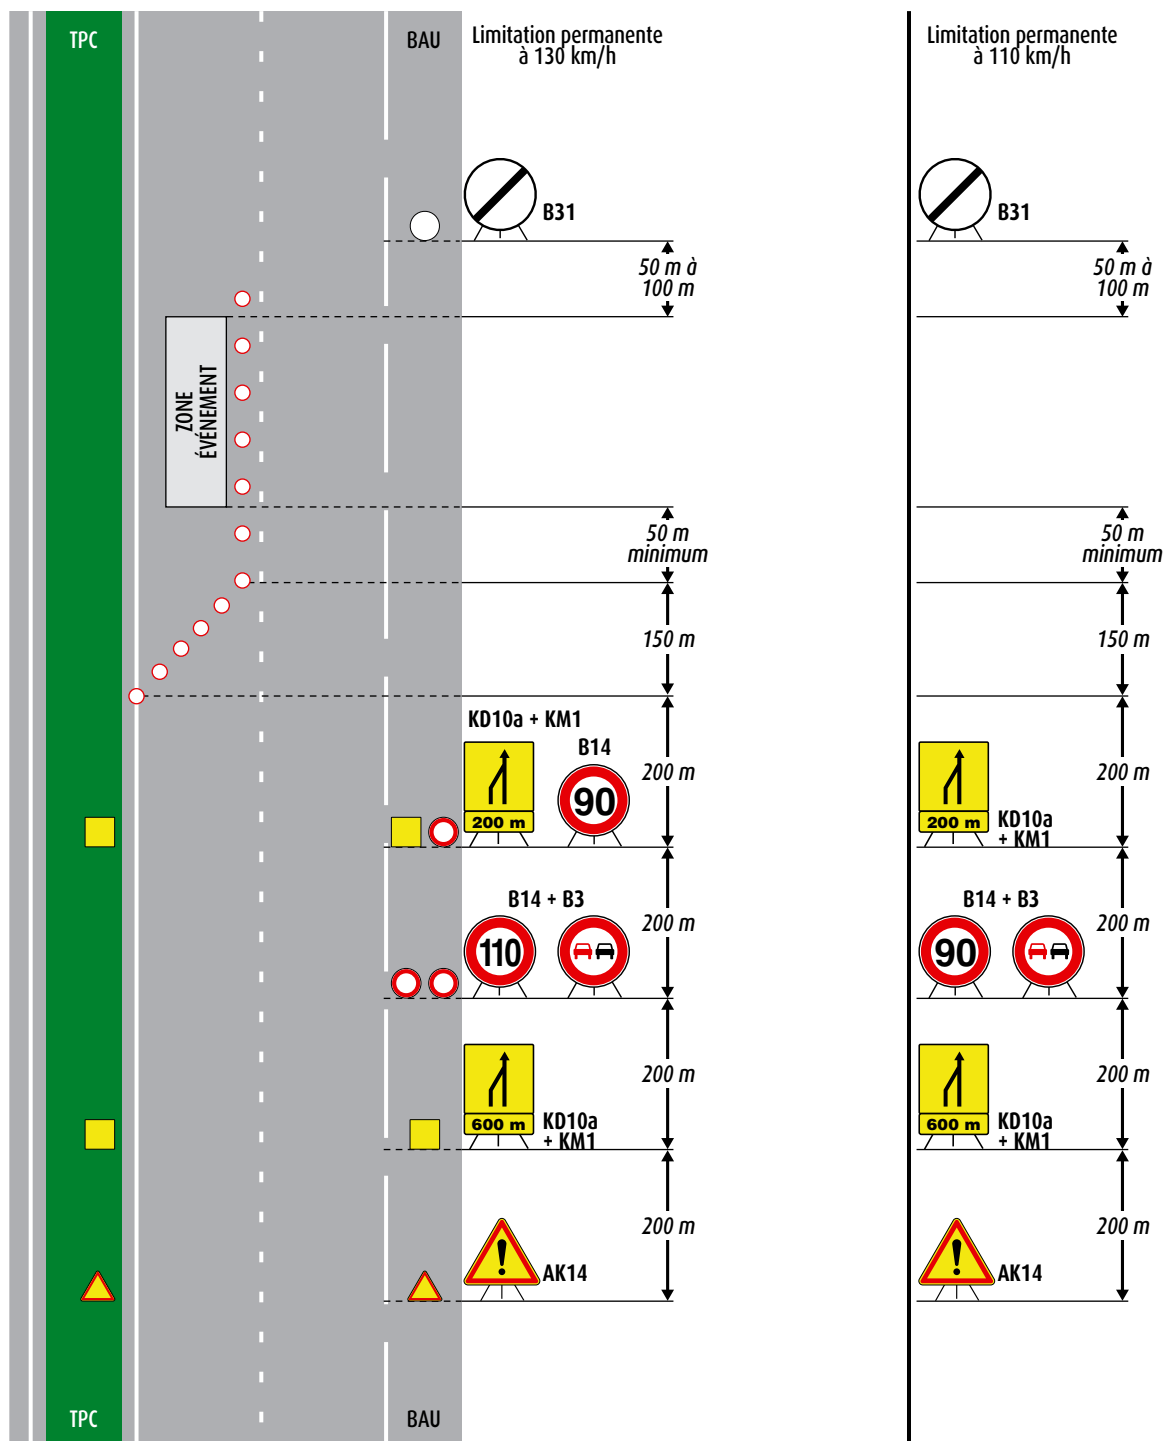 TPC
BAU
Limitation permanente
à 130 km/h
Limitation permanente
à 110 km/h
B31
B31
50 m à
100 m
50 m à
100 m
ZONE
ÉVÉNEMENT
50 m
minimum
50 m
minimum
150 m
150 m
KD10a + KM1
B14
200 m
90
200 m
200 m
200 m
KD10a
+ KM1
B14 + B3
110
200 m
B14 + B3
90
200 m
600 m
KD10a
+ KM1
200 m
600 m
KD10a
+ KM1
200 m
AK14
200 m
AK14
200 m
TPC
BAU